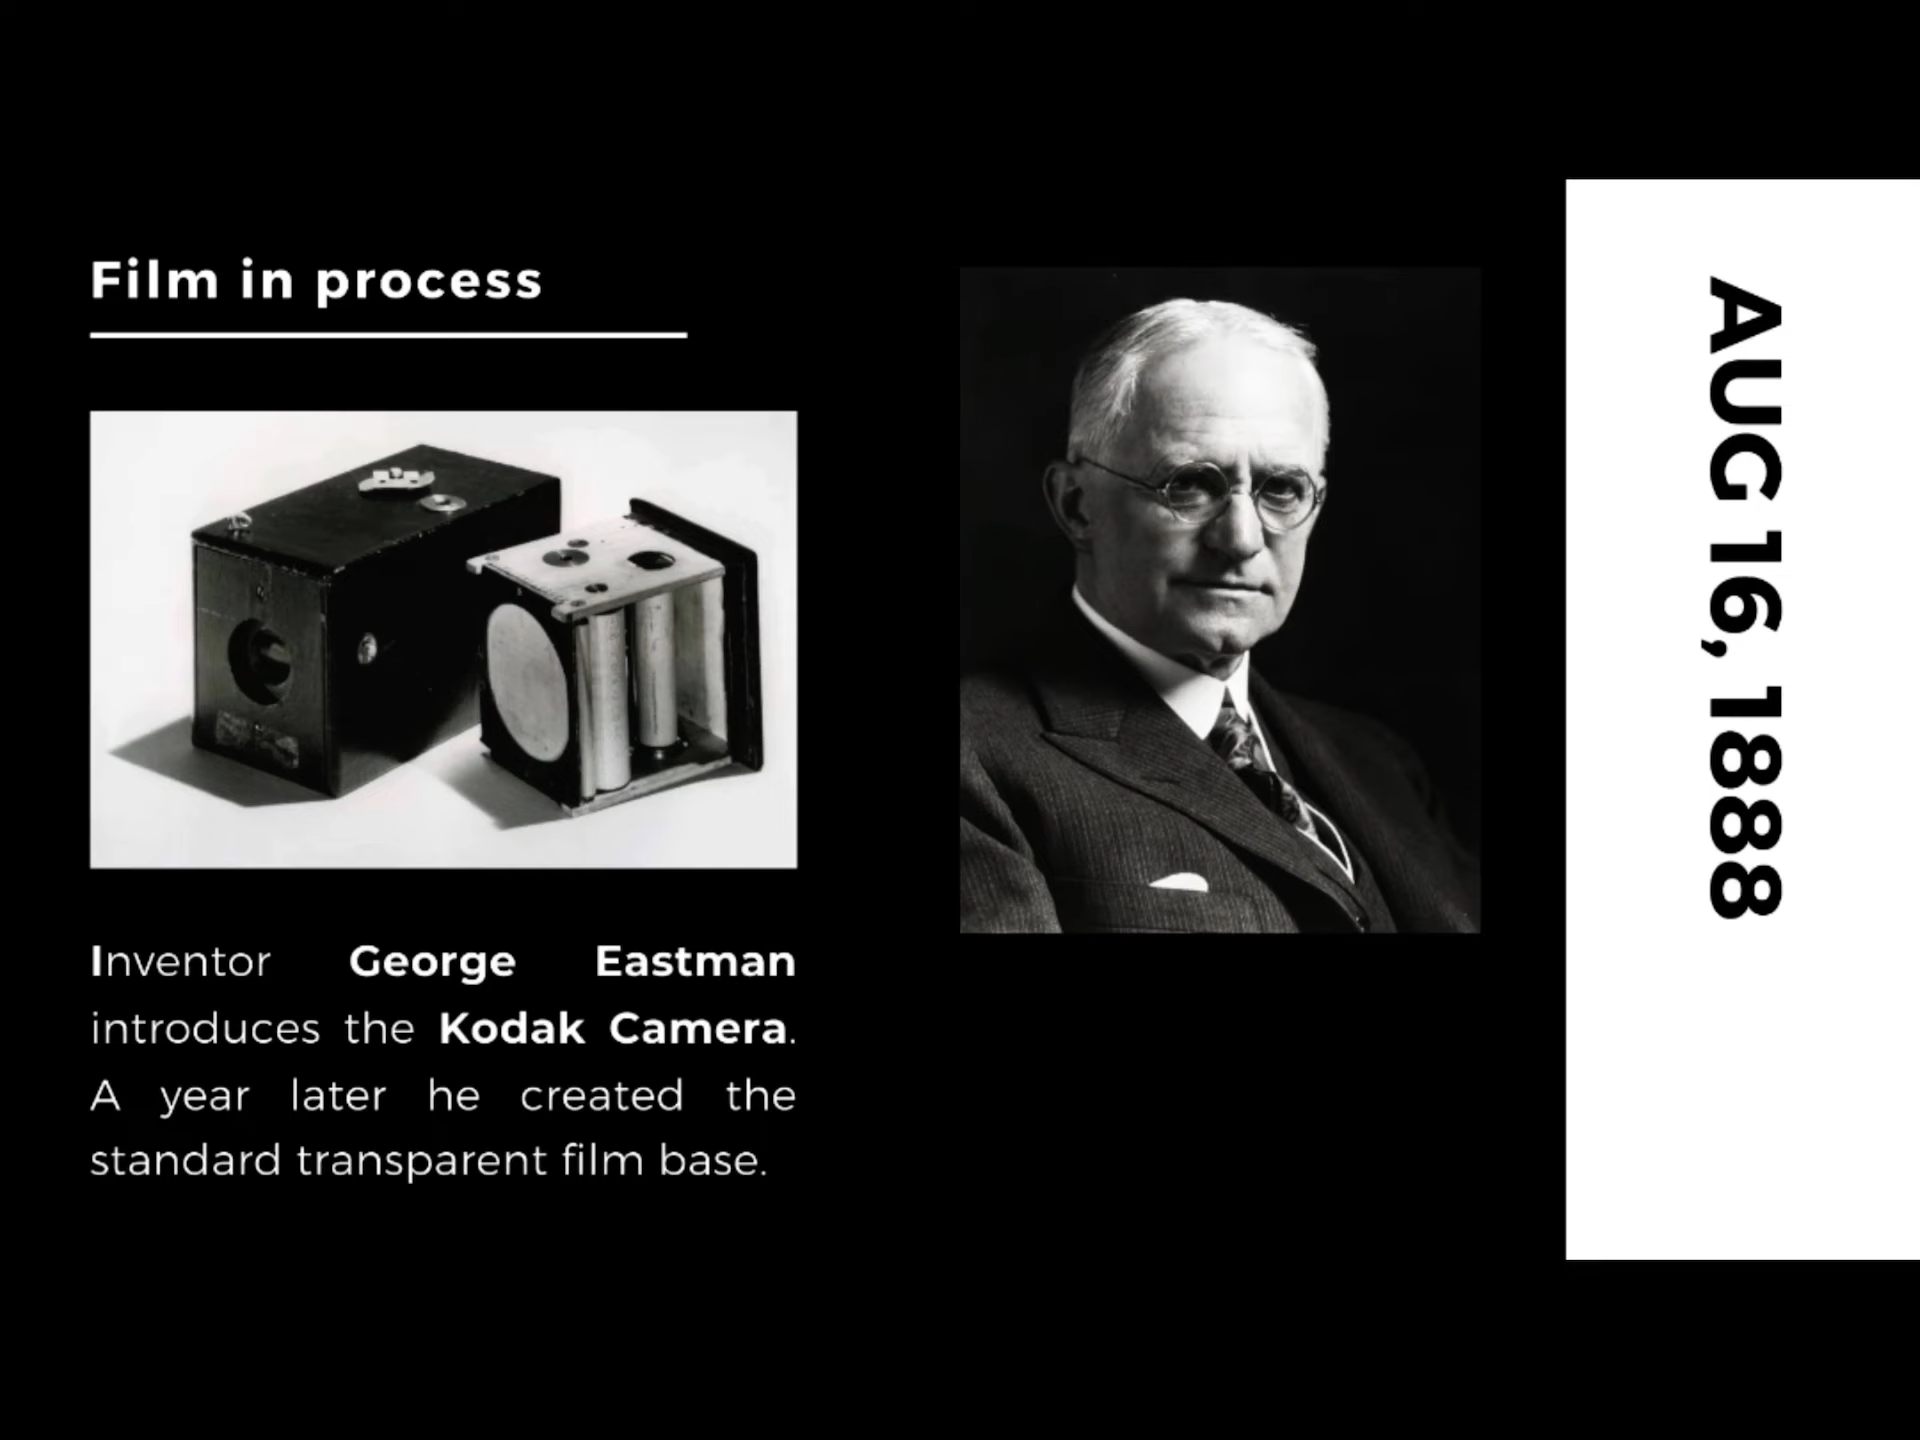 Film in process
Inventor George Eastman
introduces the Kodak Camera.
A year later he created the
standard transparent film base.
AUG 16, 1888